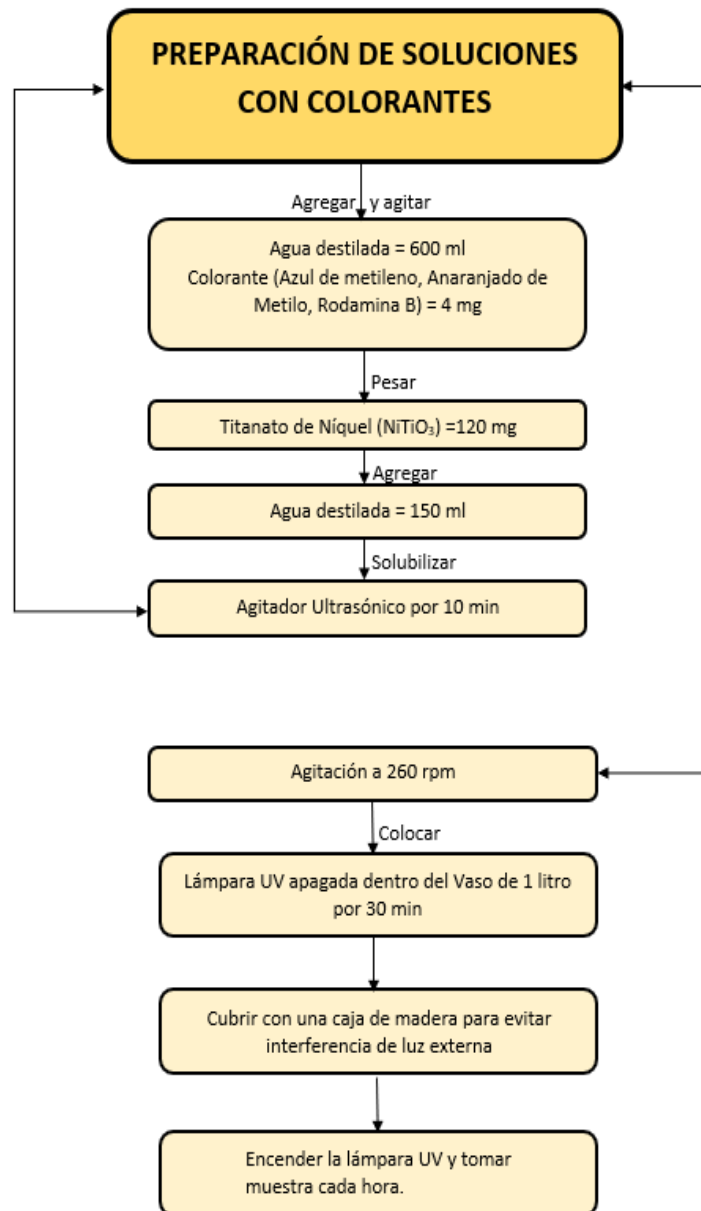 PREPARACIÓN DE SOLUCIONES
CON COLORANTES
Agregar y agitar
Agua destilada = 600 ml
Colorante (Azul de metileno, Anaranjado de
Metilo, Rodamina B) = 4 mg
Pesar
Titanato de Níquel (NiTiO₃) =120 mg
Agregar
Agua destilada = 150 ml
Solubilizar
Agitador Ultrasónico por 10 min
Agitación a 260 rpm
Colocar
Lámpara UV apagada dentro del Vaso de 1 litro
por 30 min
Cubrir con una caja de madera para evitar
interferencia de luz externa
Encender la lámpara UV y tomar
muestra cada hora.